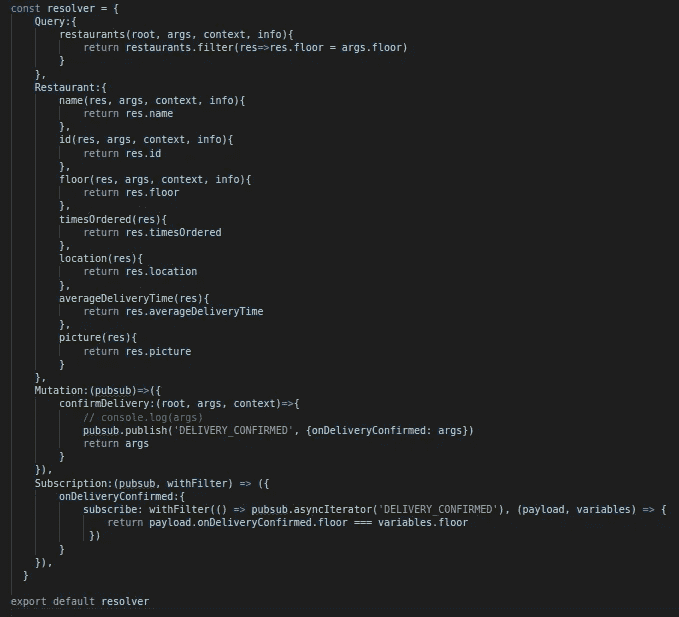 const resolver = {
    Query:{
        restaurants(root, args, context, info){
            return restaurants.filter(res=>res.floor = args.floor)
        }
    },
    Restaurant:{
        name(res, args, context, info){
            return res.name
        },
        id(res, args, context, info){
            return res.id
        },
        floor(res, args, context, info){
            return res.floor
        },
        timesOrdered(res){
            return res.timesOrdered
        },
        location(res){
            return res.location
        },
        averageDeliveryTime(res){
            return res.averageDeliveryTime
        },
        picture(res){
            return res.picture
        }
    },
    Mutation:(pubsub)=>({
        confirmDelivery:(root, args, context)=>{
            // console.log(args)
            pubsub.publish('DELIVERY_CONFIRMED', {onDeliveryConfirmed: args})
            return args
        }
    }),
    Subscription:(pubsub, withFilter) => ({
        onDeliveryConfirmed:{
            subscribe: withFilter(() => pubsub.asyncIterator('DELIVERY_CONFIRMED'), (payload, variables) => {
                return payload.onDeliveryConfirmed.floor === variables.floor
             })
        }
    }),
  }
export default resolver